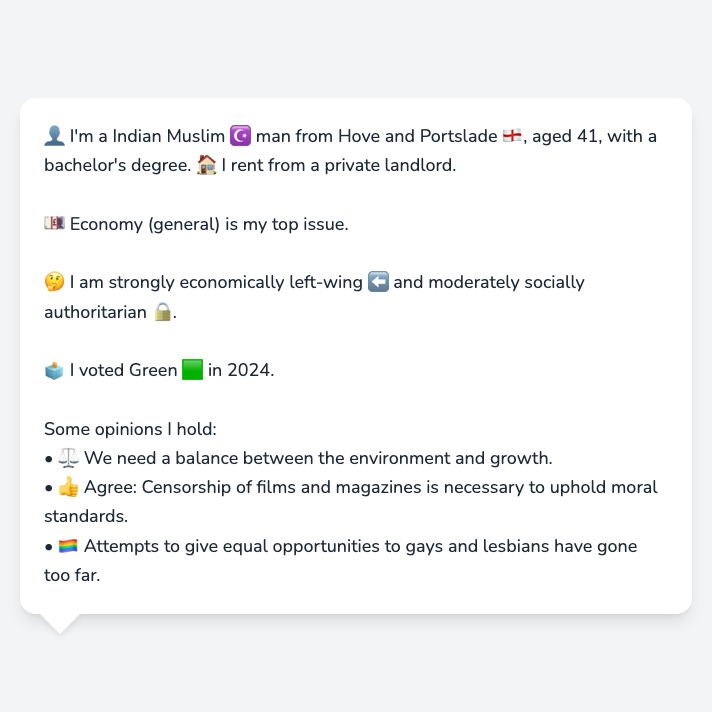 👤 I'm a Indian Muslim ☪️ man from Hove and Portslade 🏴󠁧󠁢󠁥󠁮󠁧󠁿, aged 41, with a
bachelor's degree. 🏠 I rent from a private landlord.
💷 Economy (general) is my top issue.
🤔 I am strongly economically left-wing ⬅️ and moderately socially
authoritarian 🔒.
🗳️ I voted Green 🟩 in 2024.
Some opinions I hold:
• ⚖️ We need a balance between the environment and growth.
• 👍 Agree: Censorship of films and magazines is necessary to uphold moral
standards.
• 🏳️‍🌈 Attempts to give equal opportunities to gays and lesbians have gone
too far.